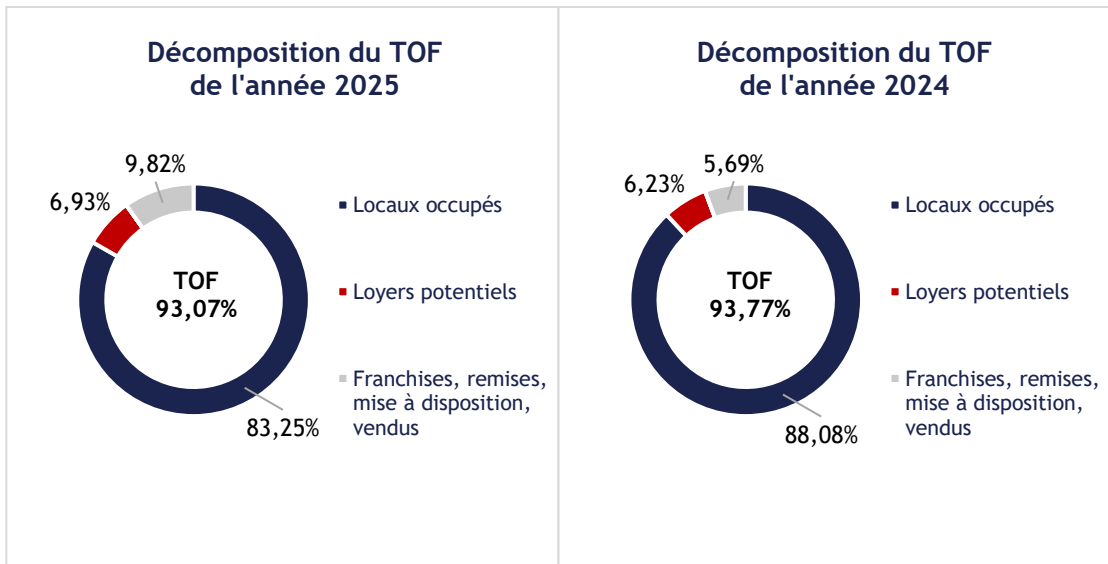 Décomposition du TOF
de l'année 2025
9,82%
6,93%
TOF
93,07%
83,25%
Locaux occupés
Loyers potentiels
Franchises, remises,
mise à disposition,
vendus
Décomposition du TOF
de l'année 2024
5,69%
6,23%
TOF
93,77%
88,08%
Locaux occupés
Loyers potentiels
Franchises, remises,
mise à disposition,
vendus